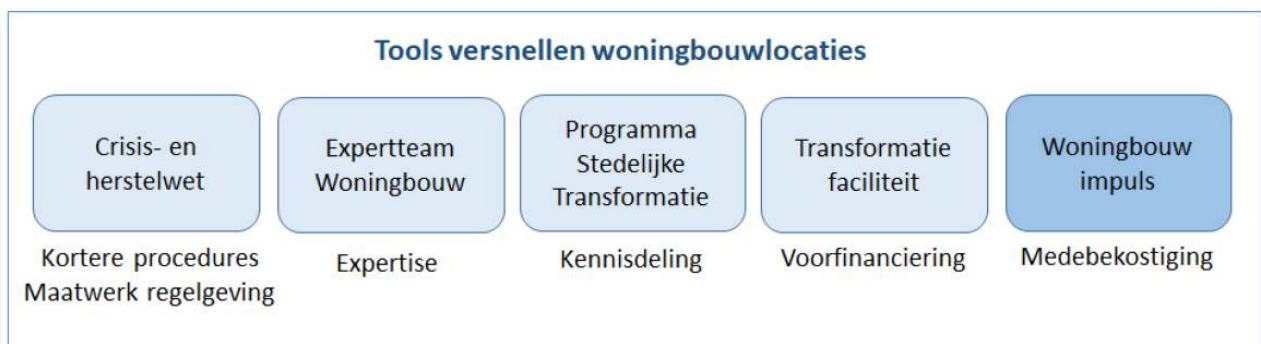 Tools versnellen woningbouwlocaties
Crisis- en
herstelwet
Kortere procedures
Maatwerk regelgeving
Expertteam
Woningbouw
Expertise
Programma
Stedelijke
Transformatie
Kennisdeling
Transformatie
faciliteit
Voorfinanciering
Woningbouw
impuls
Medebekostiging